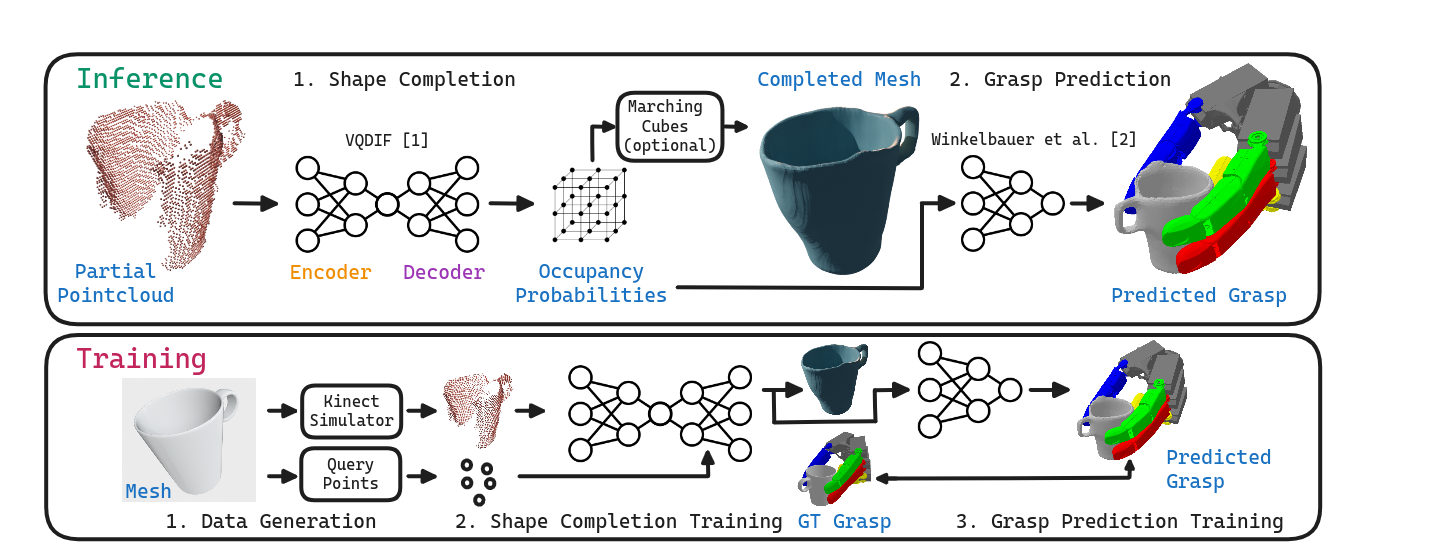 Inference
1. Shape Completion
Completed Mesh
2. Grasp Prediction
Marching
Cubes
(optional)
VQDIF [1]
Winkelbauer et al. [2]
Partial
Pointcloud
Encoder
Decoder
Occupancy
Probabilities
Predicted Grasp
Training
Kinect
Simulator
Query
Points
Mesh
Predicted
Grasp
1. Data Generation
2. Shape Completion Training
GT Grasp
3. Grasp Prediction Training